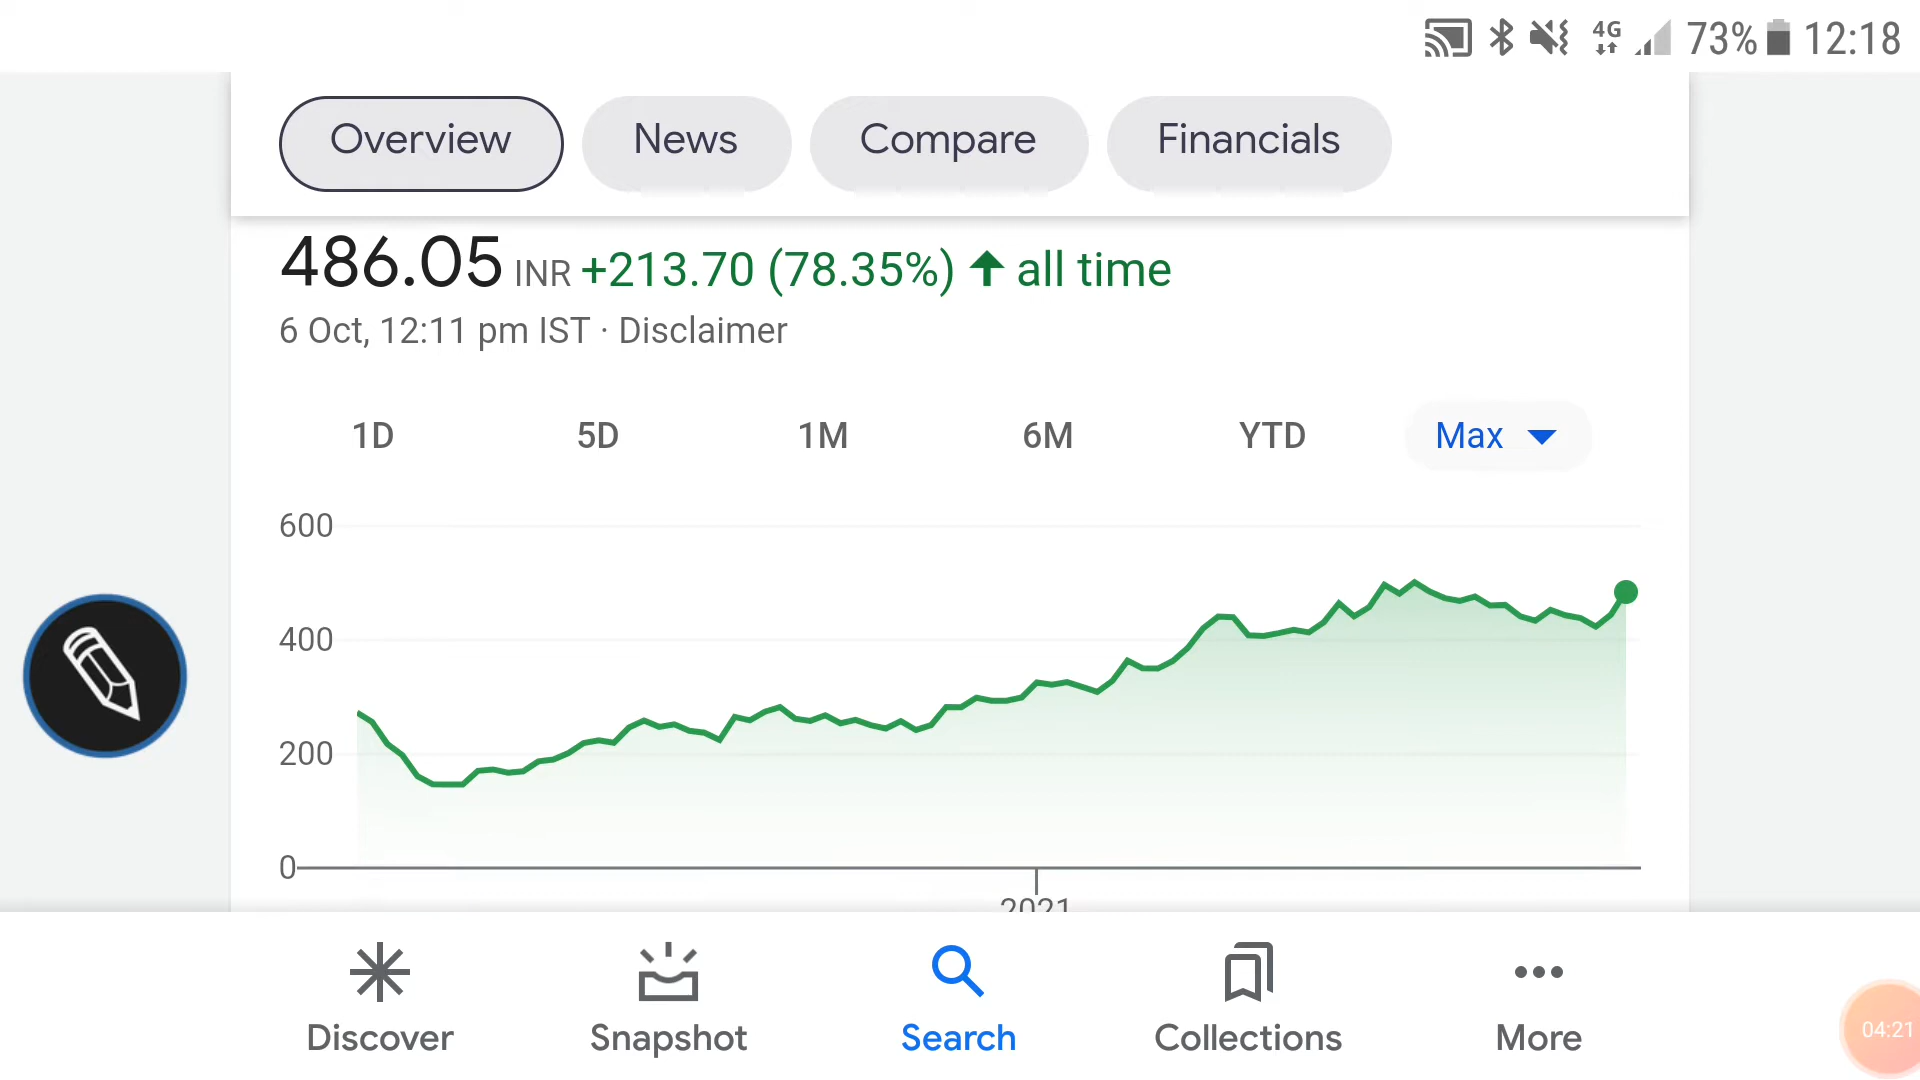 4G 73% 12:18
Overview News Compare Financials
486.05 INR +213.70 (78.35%) ↑ all time
6 Oct, 12:11 pm IST · Disclaimer
1D 5D 1M 6M YTD Max
600
400
200
0
2021
Discover Snapshot Search Collections More
04:21